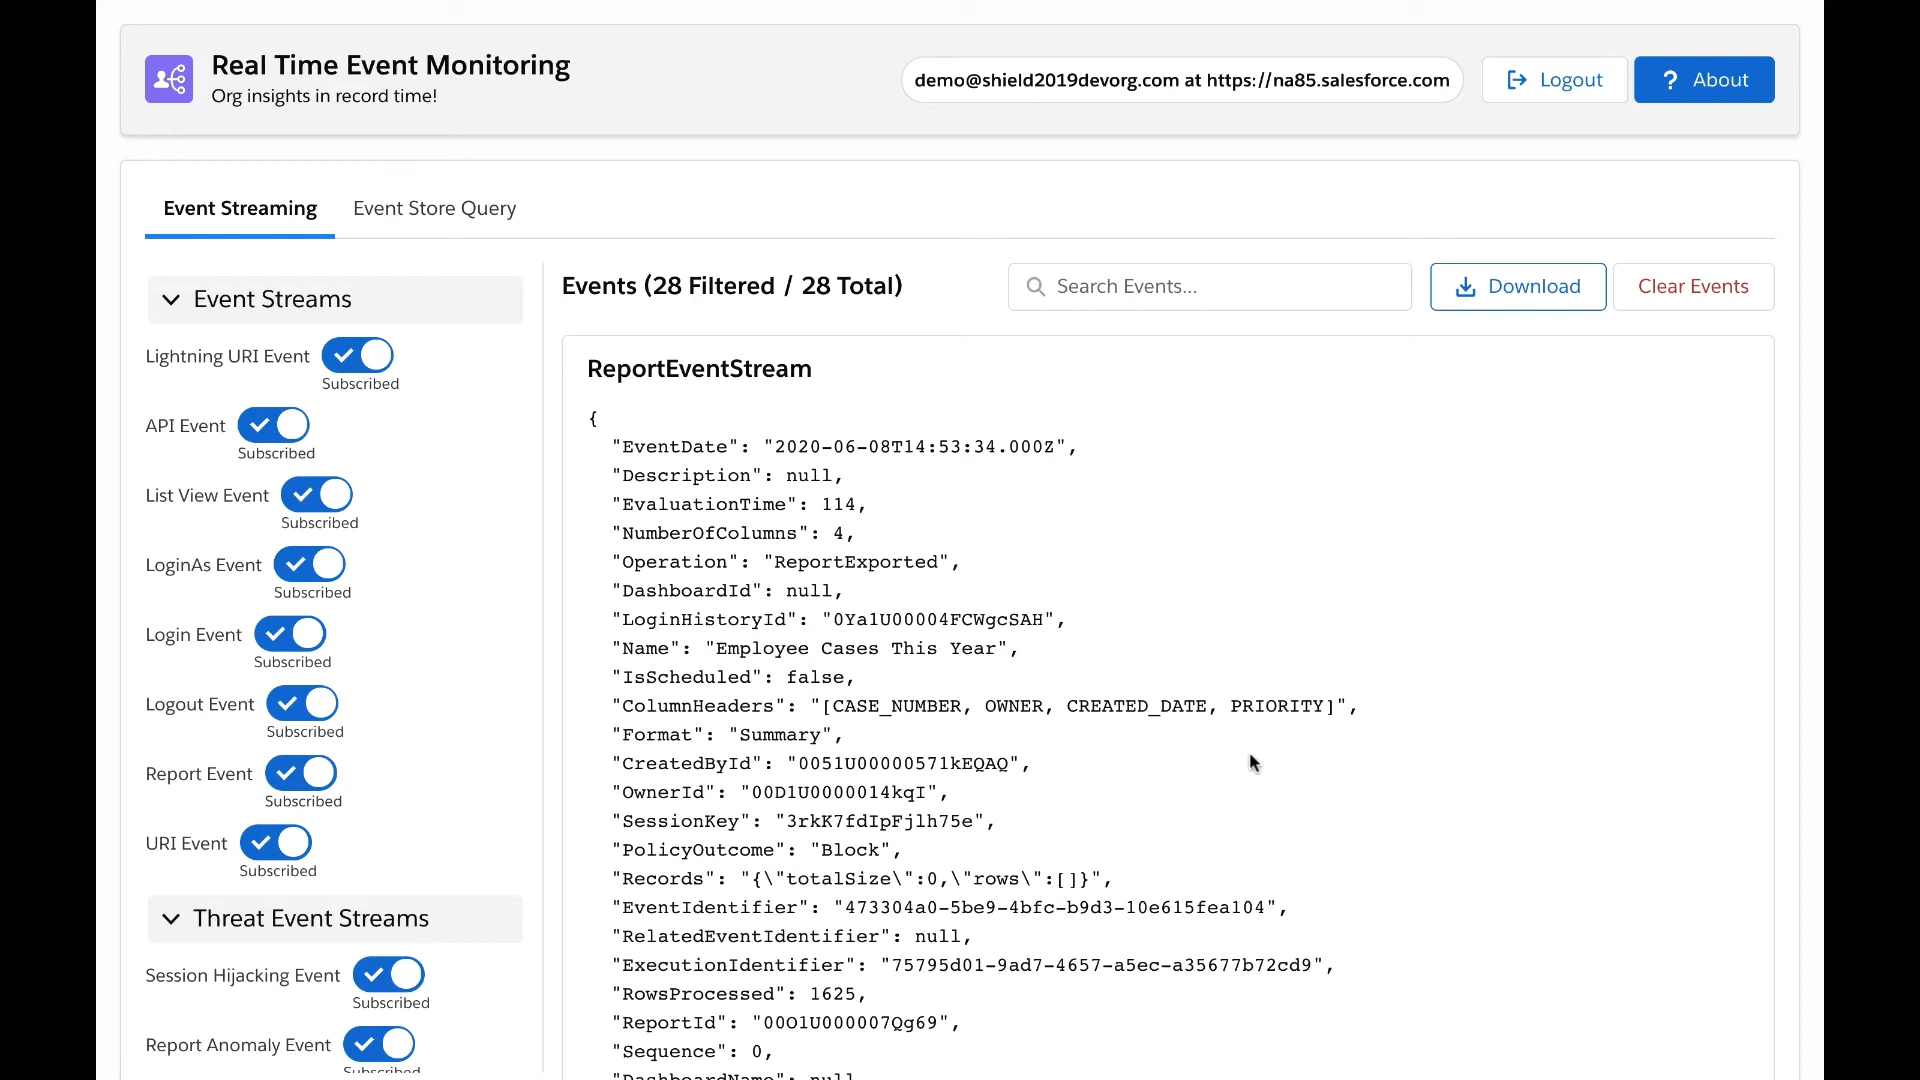 Real Time Event Monitoring
Org insights in record time!
demo@shield2019devorg.com at https://na85.salesforce.com
Logout
? About
Event Streaming
Event Store Query
Event Streams
Lightning URI Event
Subscribed
API Event
Subscribed
List View Event
Subscribed
LoginAs Event
Subscribed
Login Event
Subscribed
Logout Event
Subscribed
Report Event
Subscribed
URI Event
Subscribed
Threat Event Streams
Session Hijacking Event
Subscribed
Report Anomaly Event
Subscribed
Events (28 Filtered / 28 Total)
Search Events...
Download
Clear Events
ReportEventStream
{
"EventDate": "2020-06-08T14:53:34.000Z",
"Description": null,
"EvaluationTime": 114,
"NumberOfColumns": 4,
"Operation": "ReportExported",
"DashboardId": null,
"LoginHistoryId": "0Ya1U00004FCWgcSAH",
"Name": "Employee Cases This Year",
"IsScheduled": false,
"ColumnHeaders": "[CASE_NUMBER, OWNER, CREATED_DATE, PRIORITY]",
"Format": "Summary",
"CreatedById": "0051U00000571kEQAQ",
"OwnerId": "00D1U0000014kqI",
"SessionKey": "3rkK7fdIpFjlh75e",
"PolicyOutcome": "Block",
"Records": "{\"totalSize\":0,\"rows\":[]}",
"EventIdentifier": "473304a0-5be9-4bfc-b9d3-10e615fea104",
"RelatedEventIdentifier": null,
"ExecutionIdentifier": "75795d01-9ad7-4657-a5ec-a35677b72cd9",
"RowsProcessed": 1625,
"ReportId": "00O1U000007Qg69",
"Sequence": 0,
"DashboardName": null